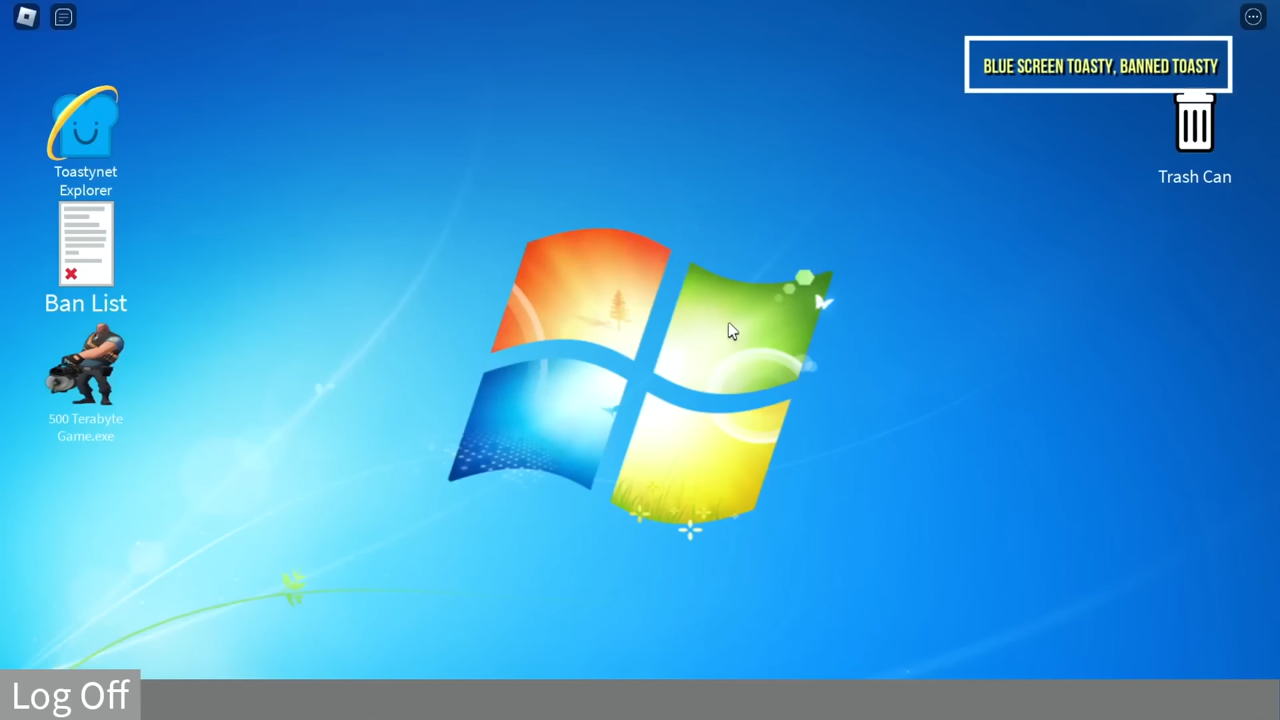 BLUE SCREEN TOASTY, BANNED TOASTY
Toastynet
Explorer
Trash Can
Ban List
500 Terabyte
Game.exe
Log Off